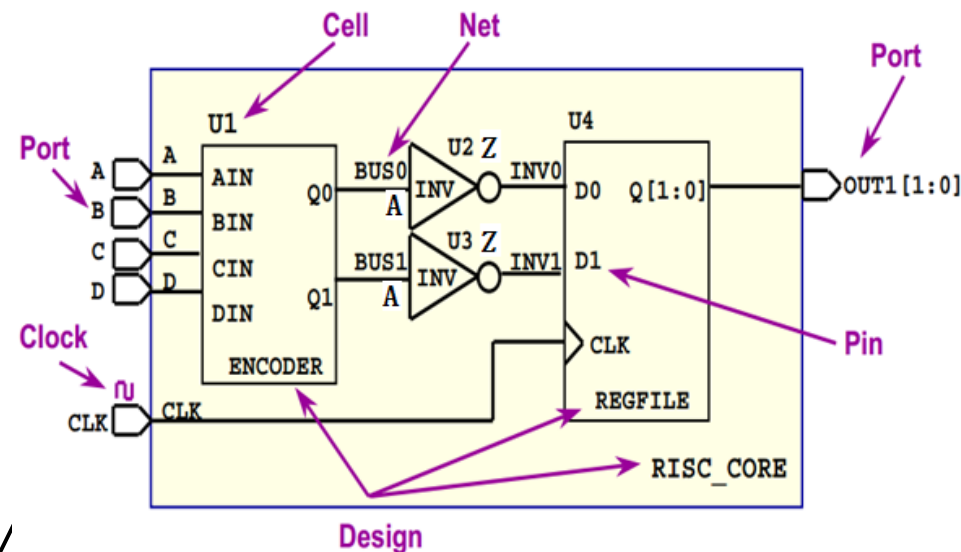 Cell
Net
Port
U1
U4
Port
U2 Z
A
A
AIN
BUS0
INV
INV0
D0
Q[1:0]
OUT1[1:0]
B
B
BIN
Q0
A
C
C
CIN
U3 Z
BUS1
INV
INV1
D1
D
D
DIN
Q1
A
Clock
CLK
Pin
ENCODER
CLK
CLK
REGFILE
RISC_CORE
Design